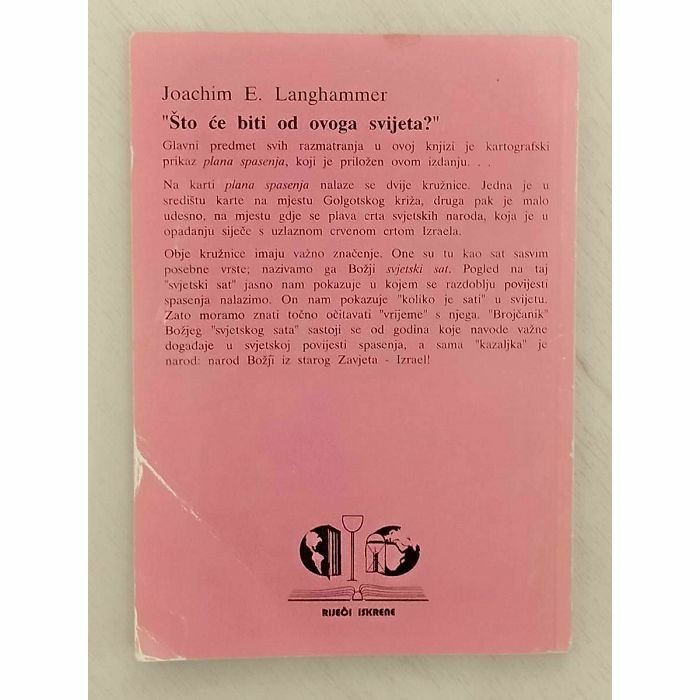 Joachim E. Langhammer
"Što će biti od ovoga svijeta?"
Glavni predmet svih razmatranja u ovoj knjizi je kartografski
prikaz plana spasenja, koji je priložen ovom izdanju. . .
Na karti plana spasenja nalaze se dvije kružnice. Jedna je u
središtu karte na mjestu Golgotskog križa, druga pak je malo
udesno, na mjestu gdje se plava crta svjetskih naroda, koja je u
opadanju siječe s uzlaznom crvenom crtom Izraela.
Obje kružnice imaju važno značenje. One su tu kao sat sasvim
posebne vrste; nazivamo ga Božji svjetski sat. Pogled na taj
"svjetski sat" jasno nam pokazuje u kojem se razdoblju povijesti
spasenja nalazimo. On nam pokazuje "koliko je sati" u svijetu.
Zato moramo znati točno očitavati "vrijeme" s njega. "Brojčanik"
Božjeg "svjetskog sata" sastoji se od godina koje navode važne
događaje u svjetskoj povijesti spasenja, a sama "kazaljka" je
narod: narod Božji iz starog Zavjeta - Izrael!
RIJEČI ISKRENE